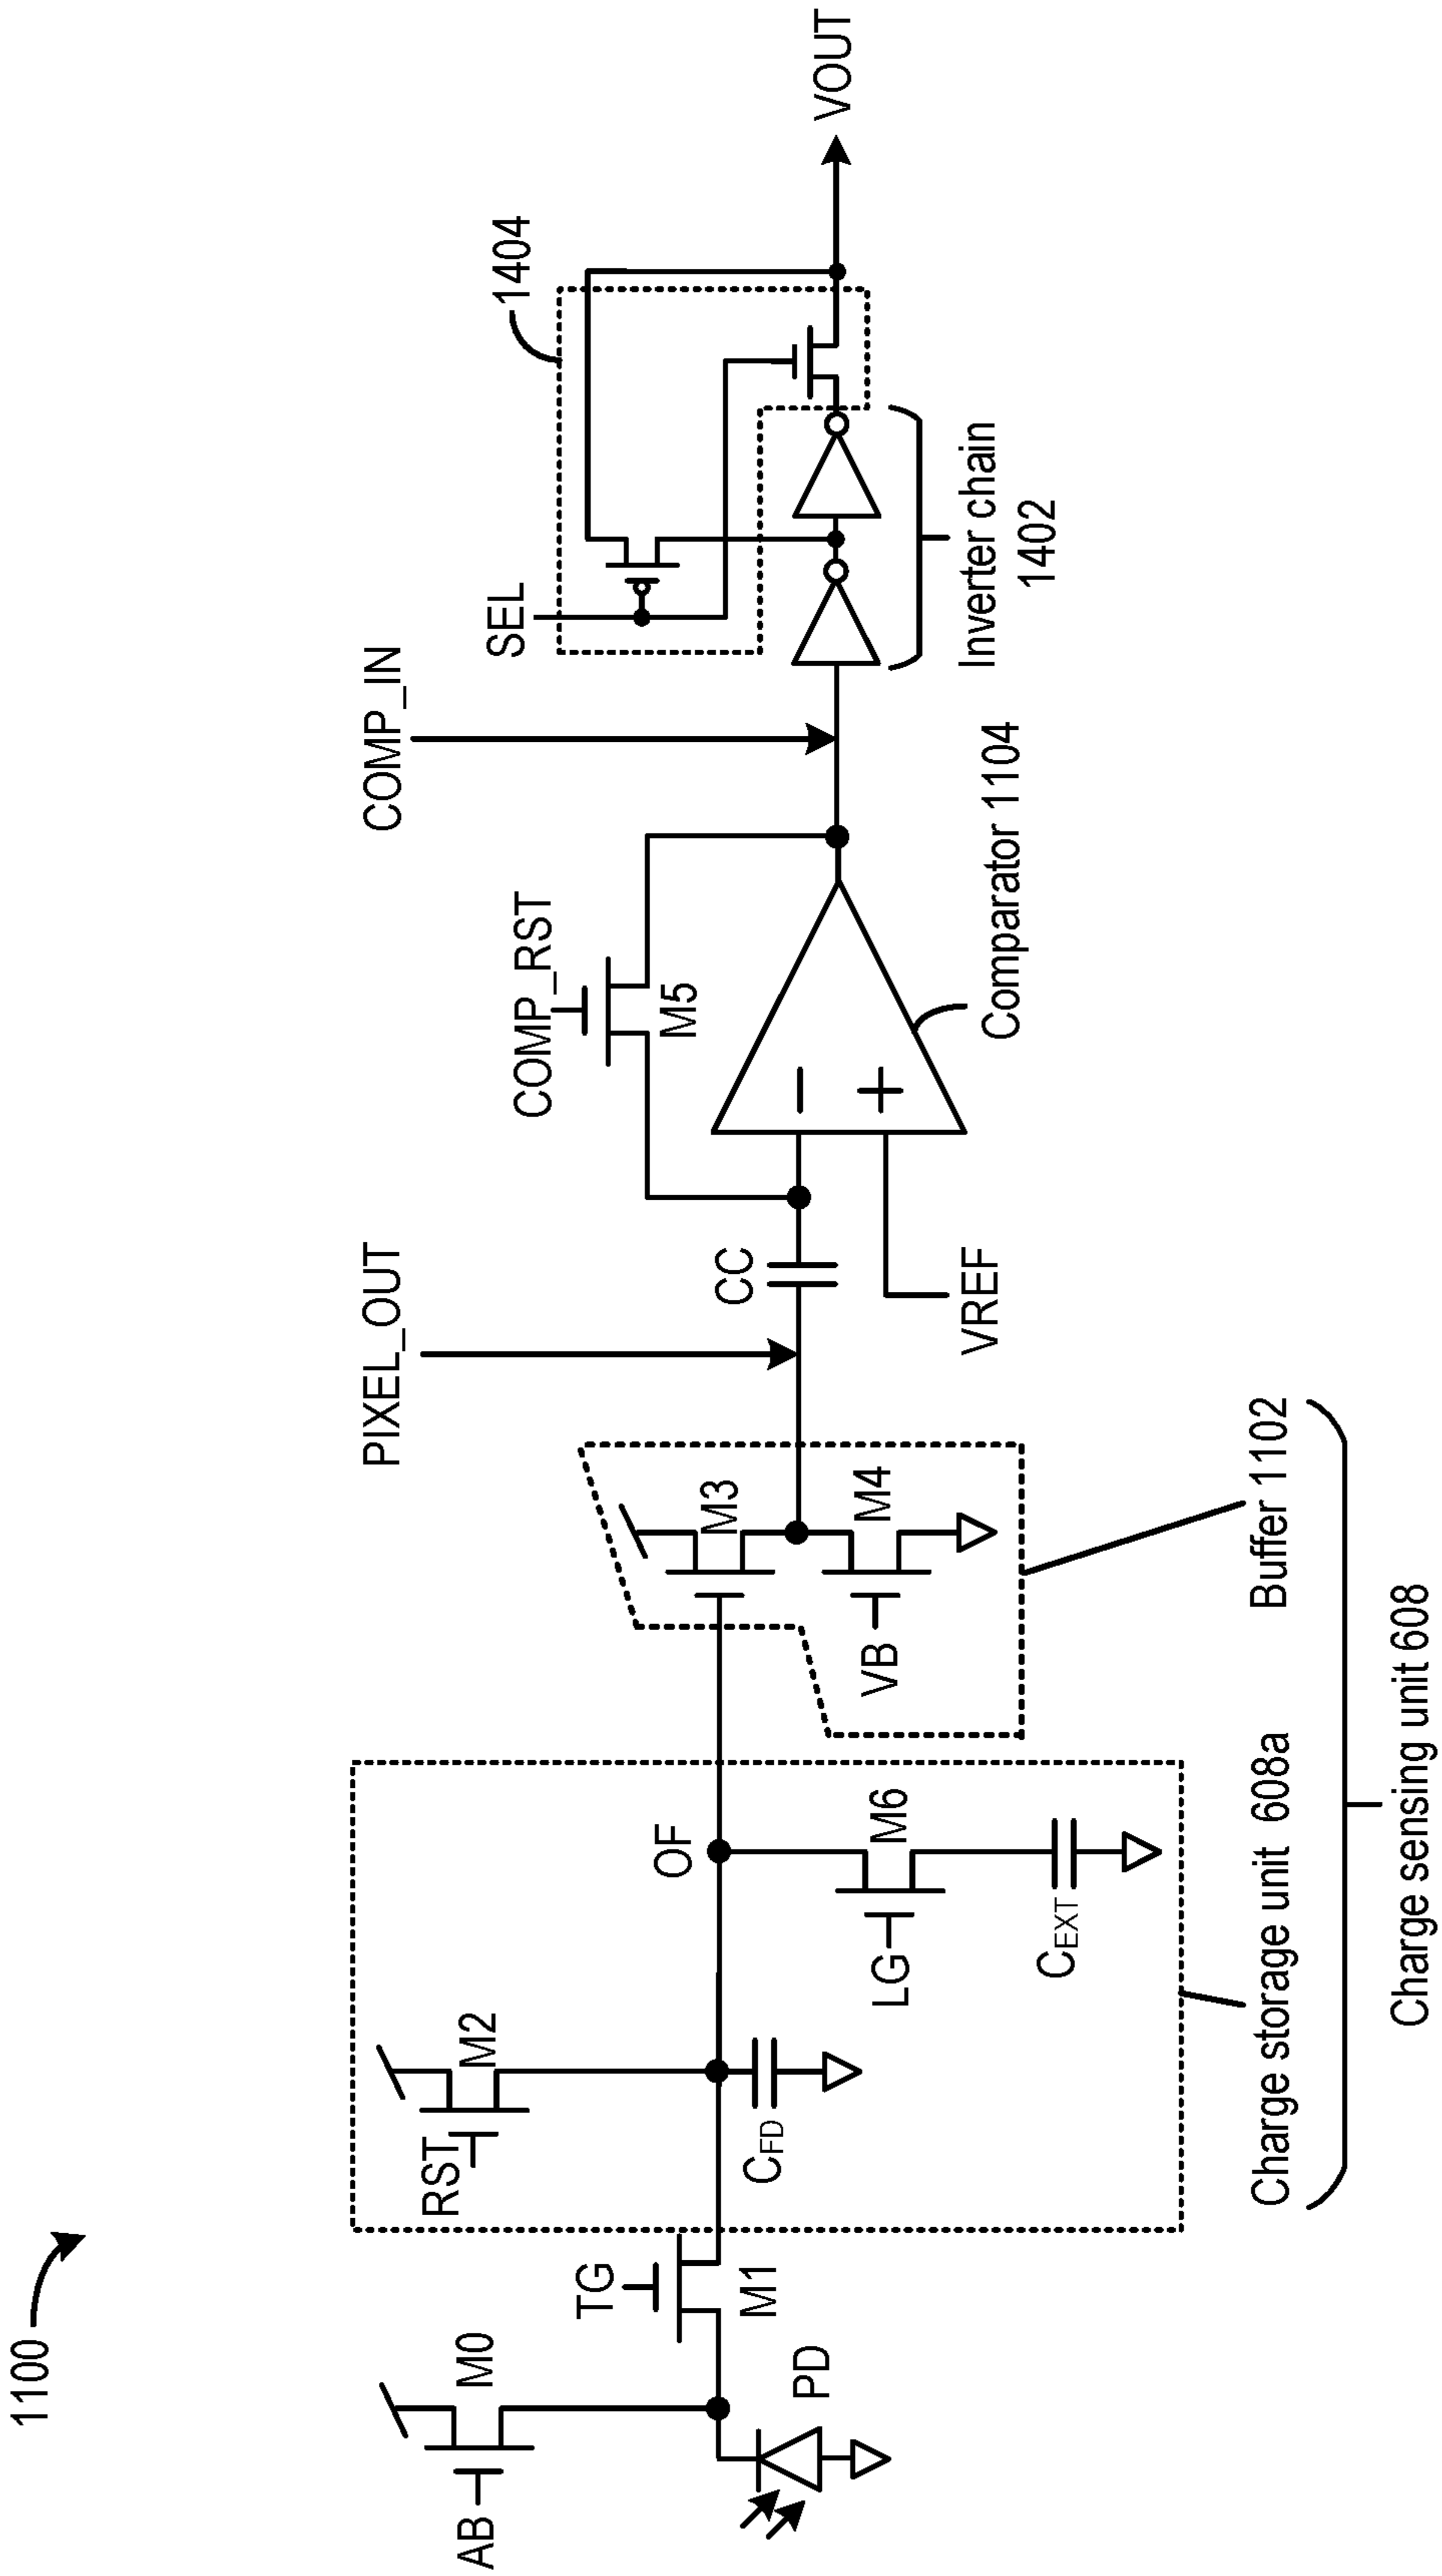 1100
AB
M0
PD
TG
M1
RST
M2
CFD
OF
LG
M6
CEXT
Charge storage unit 608a
VB
M3
M4
Buffer 1102
Charge sensing unit 608
PIXEL_OUT
CC
VREF
COMP_RST
M5
Comparator 1104
COMP_IN
SEL
1404
Inverter chain
1402
VOUT